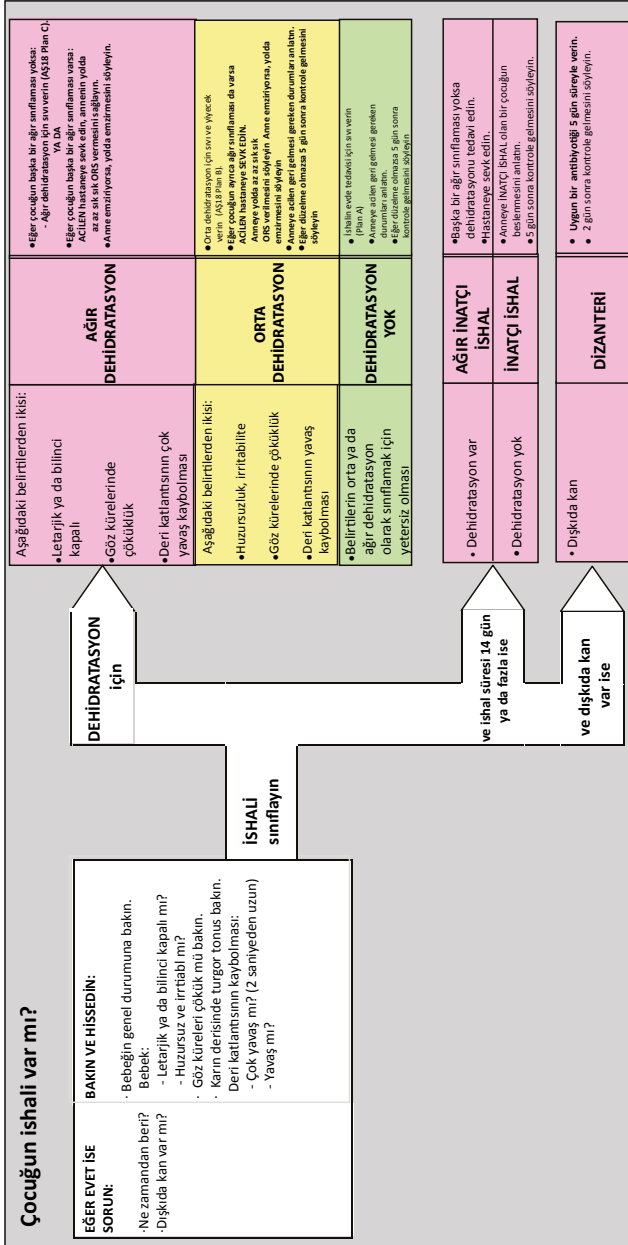 Çocuğun ishali var mı?
EĞER EVET İSE
SORUN:
·Ne zamandan beri?
·Dışkıda kan var mı?
BAKIN VE HİSSEDİN:
· Bebeğin genel durumuna bakın.
Bebek:
- Letarjik ya da bilinci kapalı mı?
- Huzursuz ve irrtiabl mı?
· Göz küreleri çökük mü bakın.
· Karın derisinde turgor tonus bakın.
Deri katlantısının kaybolması:
- Çok yavaş mı? (2 saniyeden uzun)
- Yavaş mı?
İSHALİ
sınıflayın
DEHİDRATASYON
için
Aşağıdaki belirtilerden ikisi:
•Letarjik ya da bilinci
kapalı
•Göz kürelerinde
çöküklük
•Deri katlantısının çok
yavaş kaybolması
AĞIR
DEHİDRATASYON
•Eğer çocuğun başka bir ağır sınıflaması yoksa:
- Ağır dehidratasyon için sıvı verin (AŞ18 Plan C).
YA DA
•Eğer çocuğun başka bir ağır sınıflaması varsa :
ACİLEN hastaneye sevk edin, annenin yolda
az az sık sık ORS vermesini sağlayın.
•Anne emziriyorsa, yolda emzirmesini söyleyin.
Aşağıdaki belirtilerden ikisi:
•Huzursuzluk, irritabilite
•Göz kürelerinde çöküklük
•Deri katlantısının yavaş
kaybolması
ORTA
DEHİDRATASYON
•Orta dehidratasyon için sıvı ve yiyecek
verin (AŞ18 Plan B).
•Eğer çocuğun ayrıca ağır sınıflaması da varsa
ACİLEN hastaneye SEVK EDİN.
Anneye yolda az az sık sık
ORS verilmesini söyleyin Anne emziriyorsa, yolda
emzirmesini söyleyin
•Anneye acilen geri gelmesi gereken durumları anlatın.
•Eğer düzelme olmazsa 5 gün sonra kontrole gelmesini
söyleyin
•Belirtilerin orta ya da
ağır dehidratasyon
olarak sınıflamak için
yetersiz olması
DEHİDRATASYON
YOK
•İshalin evde tedavisi için sıvı verin
(Plan A)
•Anneye acilen geri gelmesi gereken
durumları anlatın.
•Eğer düzelme olmazsa 5 gün sonra
kontrole gelmesini söyleyin
ve ishal süresi 14 gün
ya da fazla ise
• Dehidratasyon var
AĞIR İNATÇI
İSHAL
•Başka bir ağır sınıflaması yoksa
dehidratasyonu tedavi edin.
•Hastaneye sevk edin.
• Dehidratasyon yok
İNATÇI İSHAL
•Anneye İNATÇI İSHAL olan bir çocuğun
beslenmesini anlatın.
•5 gün sonra kontrole gelmesini söyleyin.
ve dışkıda kan
var ise
• Dışkıda kan
DİZANTERİ
• Uygun bir antibiyotiği 5 gün süreyle verin.
• 2 gün sonra kontrole gelmesini söyleyin.